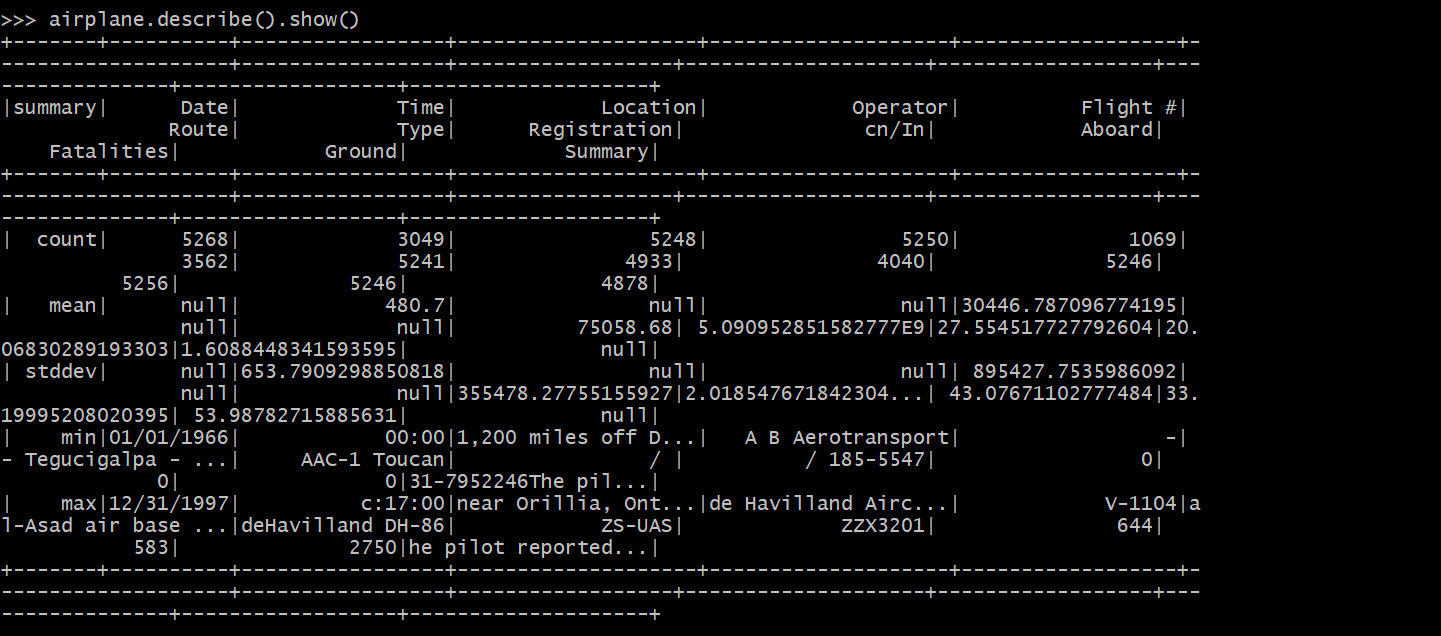 >>> airplane.describe().show()
+-------+----------+------------------+--------------------+--------------------+------------------+-
-------------------+-----------------+------------------+--------------------+------------------+---
--------------+------------------+--------------------+
|summary|      Date|              Time|            Location|            Operator|          Flight #|
              Route|             Type|      Registration|               cn/In|            Aboard|
    Fatalities|            Ground|             Summary|
+-------+----------+------------------+--------------------+--------------------+------------------+-
-------------------+-----------------+------------------+--------------------+------------------+---
--------------+------------------+--------------------+
|  count|      5268|              3049|                5248|                5250|              1069|
               3562|             5241|              4933|                4040|              5246|
          5256|              5246|                4878|
|   mean|      null|             480.7|                null|                null|30446.787096774195|
               null|             null|          75058.68| 5.090952851582777E9|27.554517727792604|20.
06830289193303|1.6088448341593595|                null|
| stddev|      null|653.7909298850818|                null|                null| 895427.7535986092|
               null|             null|355478.27755155927|2.018547671842304...| 43.07671102777484|33.
19995208020395| 53.98782715885631|                null|
|    min|01/01/1966|             00:00|1,200 miles off D...|   A B Aerotransport|                 -|
- Tegucigalpa - ...|     AAC-1 Toucan|                / |          / 185-5547|                 0|
             0|                 0|31-7952246The pil...|
|    max|12/31/1997|           c:17:00|near Orillia, Ont...|de Havilland Airc...|            V-1104|a
l-Asad air base ...|deHavilland DH-86|            ZS-UAS|             ZZX3201|               644|
           583|              2750|he pilot reported...|
+-------+----------+------------------+--------------------+--------------------+------------------+-
-------------------+-----------------+------------------+--------------------+------------------+---
--------------+------------------+--------------------+